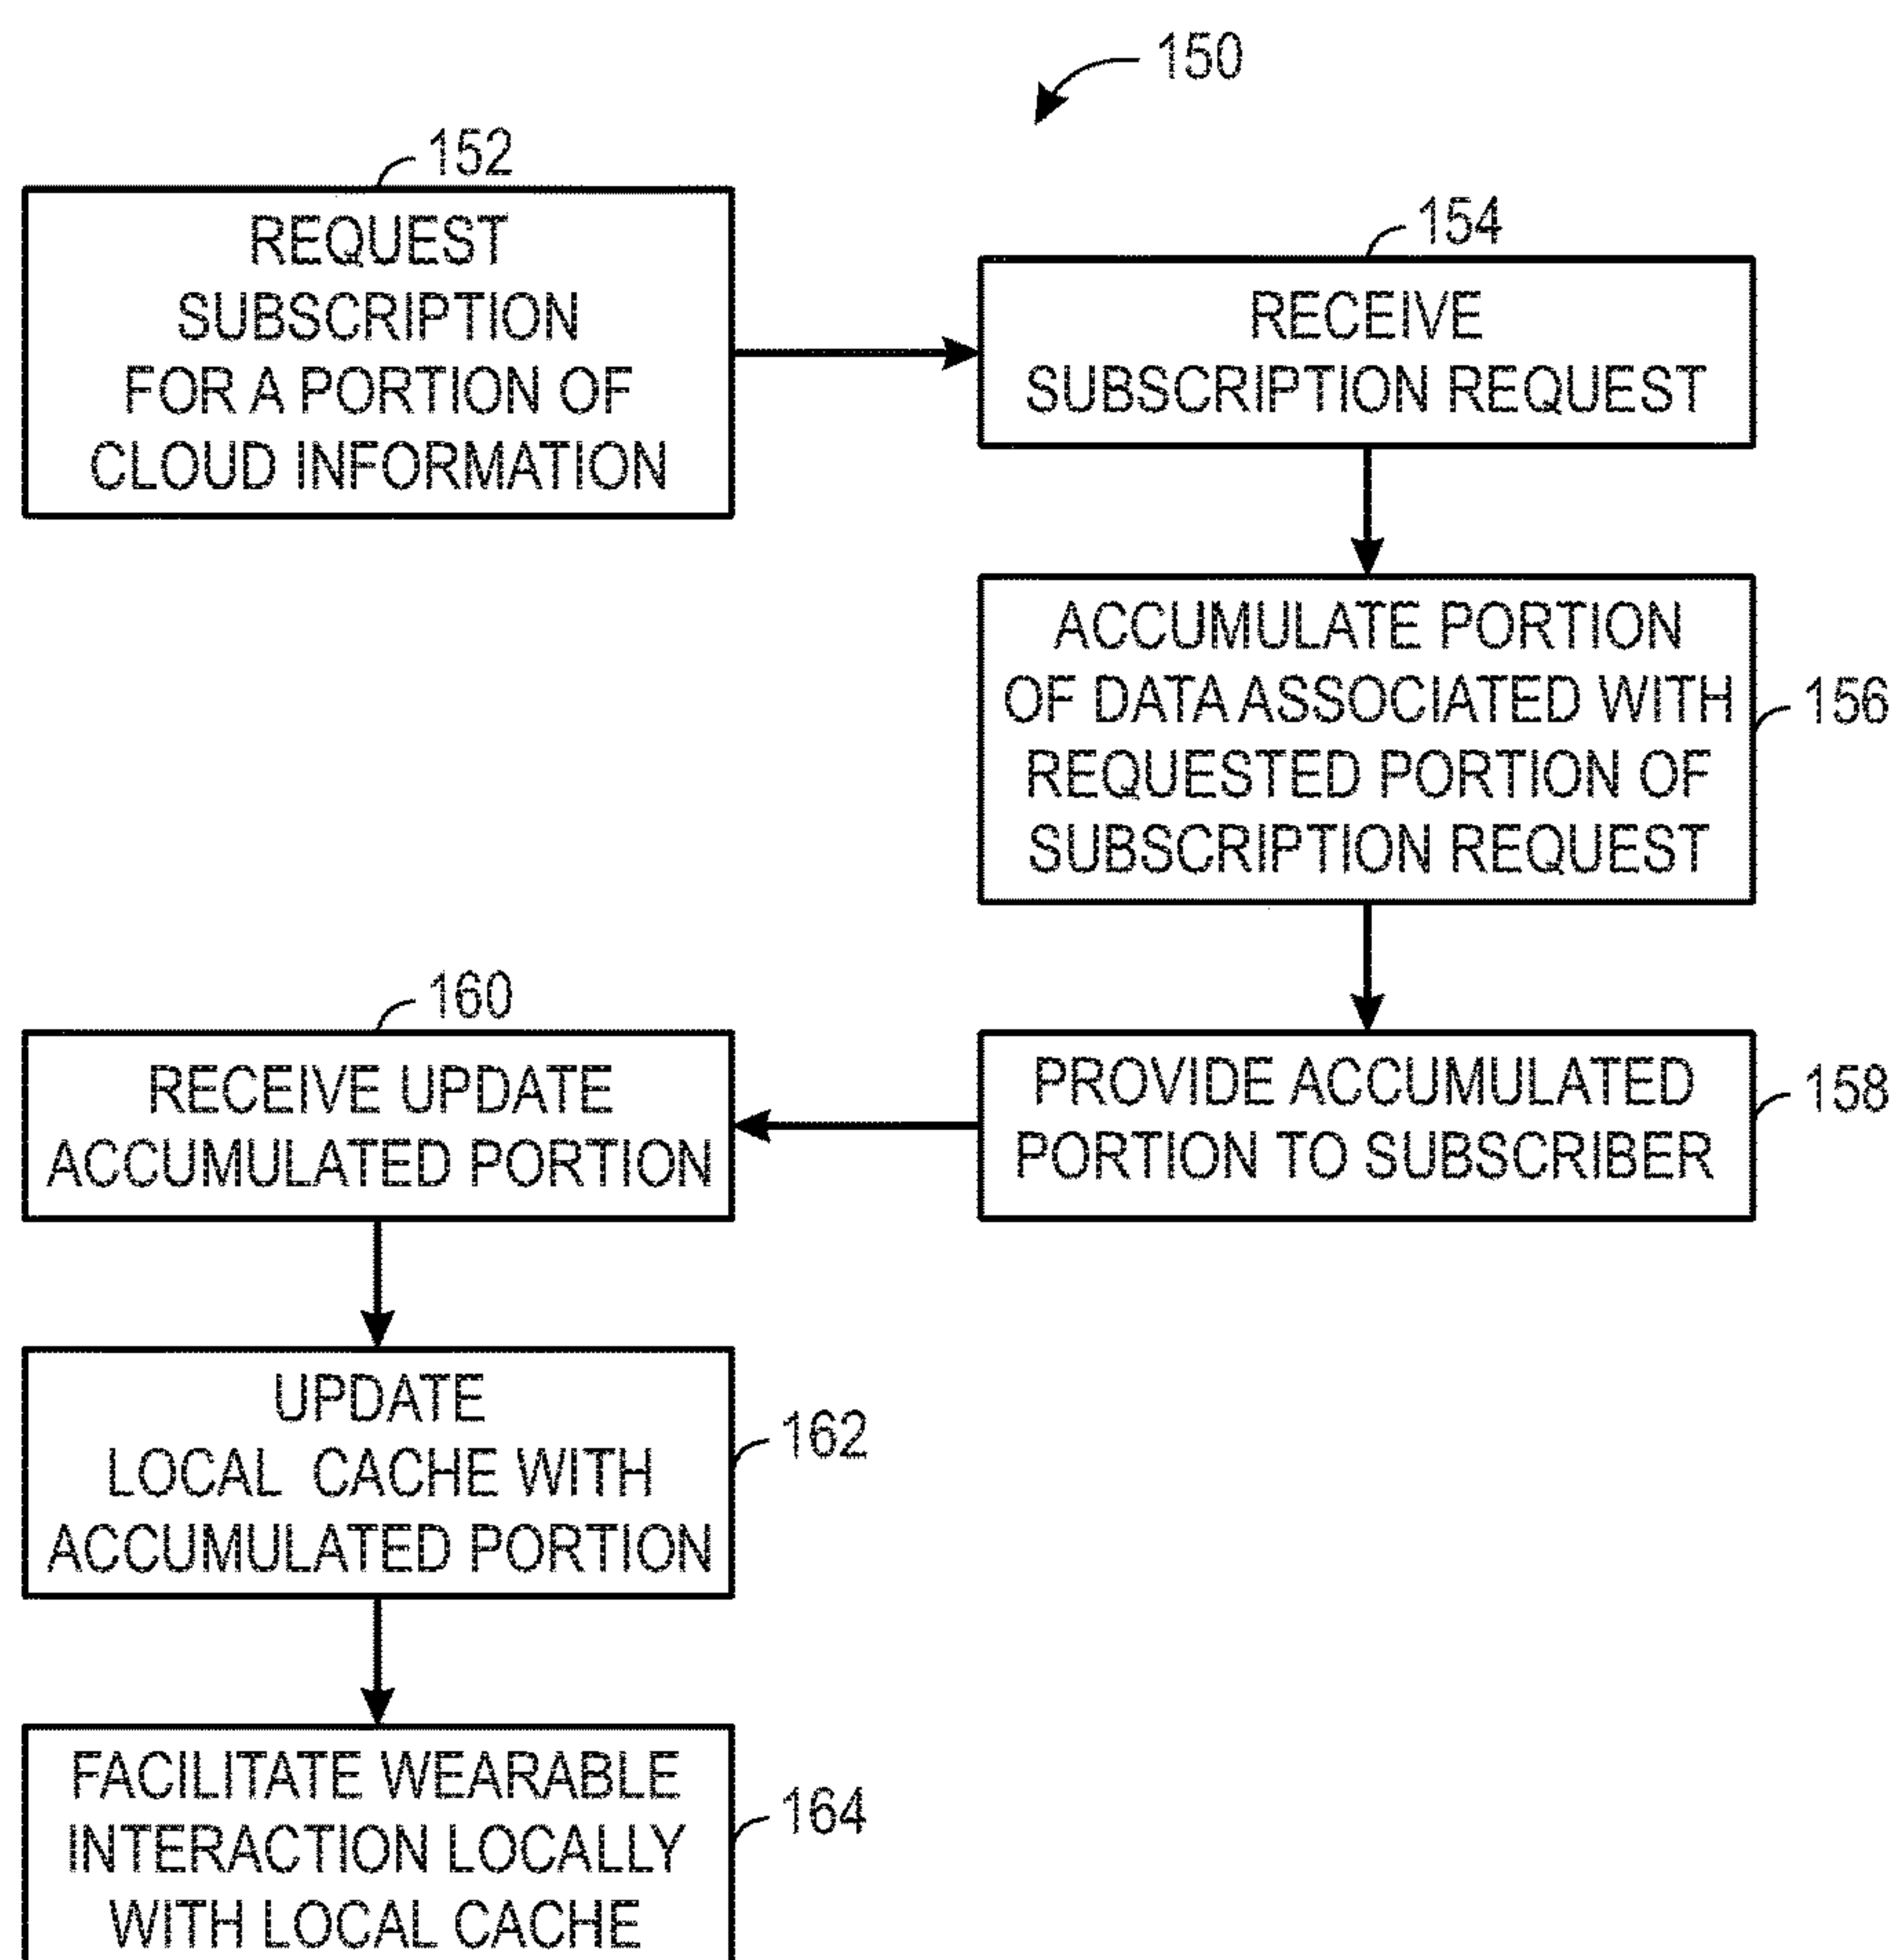 150
152
REQUEST
SUBSCRIPTION
FOR A PORTION OF
CLOUD INFORMATION
154
RECEIVE
SUBSCRIPTION REQUEST
ACCUMULATE PORTION
OF DATA ASSOCIATED WITH
REQUESTED PORTION OF
SUBSCRIPTION REQUEST
156
PROVIDE ACCUMULATED
PORTION TO SUBSCRIBER
158
160
RECEIVE UPDATE
ACCUMULATED PORTION
UPDATE
LOCAL CACHE WITH
ACCUMULATED PORTION
162
FACILITATE WEARABLE
INTERACTION LOCALLY
WITH LOCAL CACHE
164